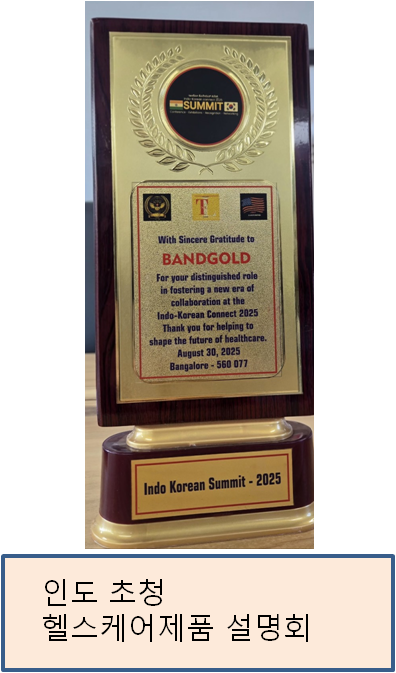 SUMMIT
With Sincere Gratitude to
BANDGOLD
For your distinguished role
in fostering a new era of
collaboration at the
Indo-Korean Connect 2025
Thank you for helping to
shape the future of healthcare.
August 30, 2025
Bangalore - 560 077
Indo Korean Summit - 2025
인도 초청
헬스케어제품 설명회